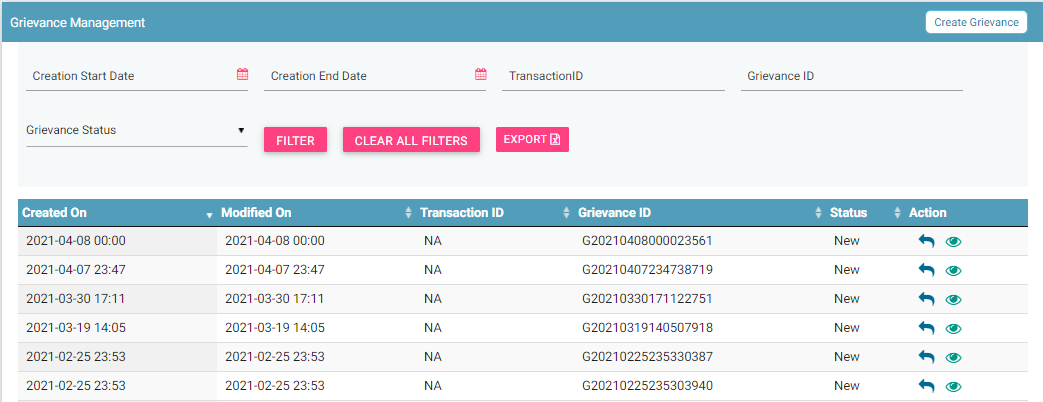 Grievance Management Create Grievance
Creation Start Date Creation End Date TransactionID Grievance ID
Grievance Status FILTER CLEAR ALL FILTERS EXPORT
Created On Modified On Transaction ID Grievance ID Status Action
2021-04-08 00:00 2021-04-08 00:00 NA G20210408000023561 New
2021-04-07 23:47 2021-04-07 23:47 NA G20210407234738719 New
2021-03-30 17:11 2021-03-30 17:11 NA G20210330171122751 New
2021-03-19 14:05 2021-03-19 14:05 NA G20210319140507918 New
2021-02-25 23:53 2021-02-25 23:53 NA G20210225235330387 New
2021-02-25 23:53 2021-02-25 23:53 NA G20210225235303940 New